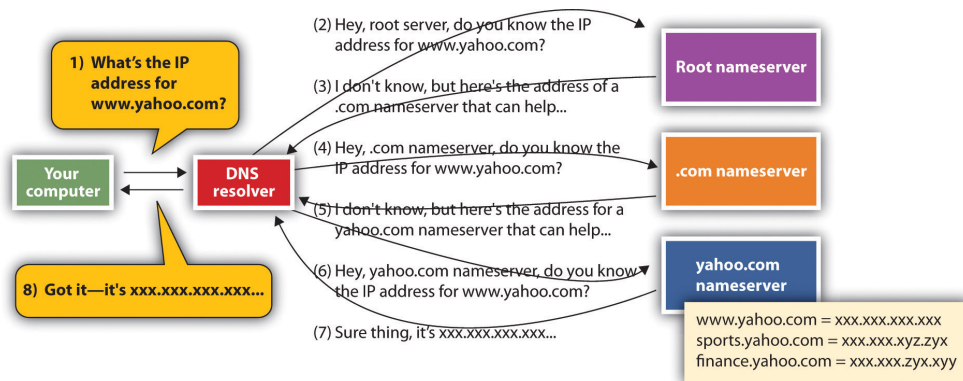 1) What's the IP
address for
www.yahoo.com?
Your
computer
DNS
resolver
8) Got it—it's xxx.xxx.xxx.xxx...
(2) Hey, root server, do you know the IP
address for www.yahoo.com?
(3) I don't know, but here's the address of a
.com nameserver that can help...
(4) Hey, .com nameserver, do you know the
IP address for www.yahoo.com?
(5) I don't know, but here's the address for a
yahoo.com nameserver that can help...
(6) Hey, yahoo.com nameserver, do you know
the IP address for www.yahoo.com?
(7) Sure thing, it's xxx.xxx.xxx.xxx...
Root nameserver
.com nameserver
yahoo.com
nameserver
www.yahoo.com = xxx.xxx.xxx.xxx
sports.yahoo.com = xxx.xxx.xyz.zyx
finance.yahoo.com = xxx.xxx.zyx.xyy